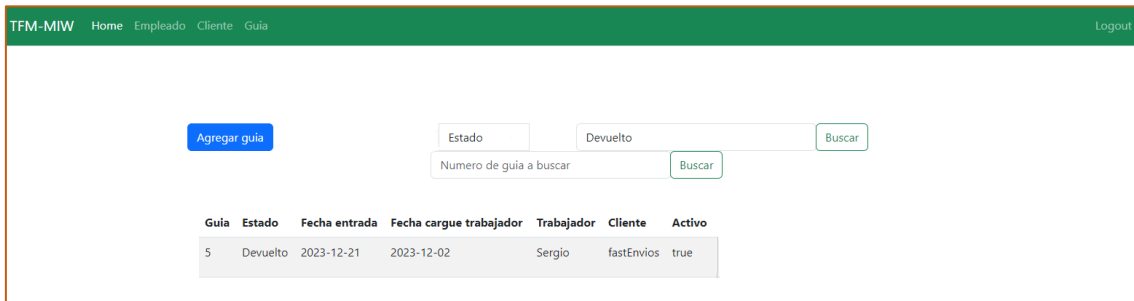 TFM-MIW Home Empleado Cliente Guia Logout
Agregar guia Estado Devuelto Buscar
Numero de guia a buscar Buscar
Guia Estado Fecha entrada Fecha cargue trabajador Trabajador Cliente Activo
5 Devuelto 2023-12-21 2023-12-02 Sergio fastEnvios true